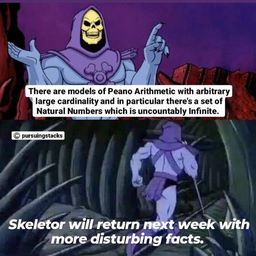 There are models of Peano Arithmetic with arbitrary
large cardinality and in particular there's a set of
Natural Numbers which is uncountably Infinite.
© pursuingstacks
Skeletor will return next week with
more disturbing facts.